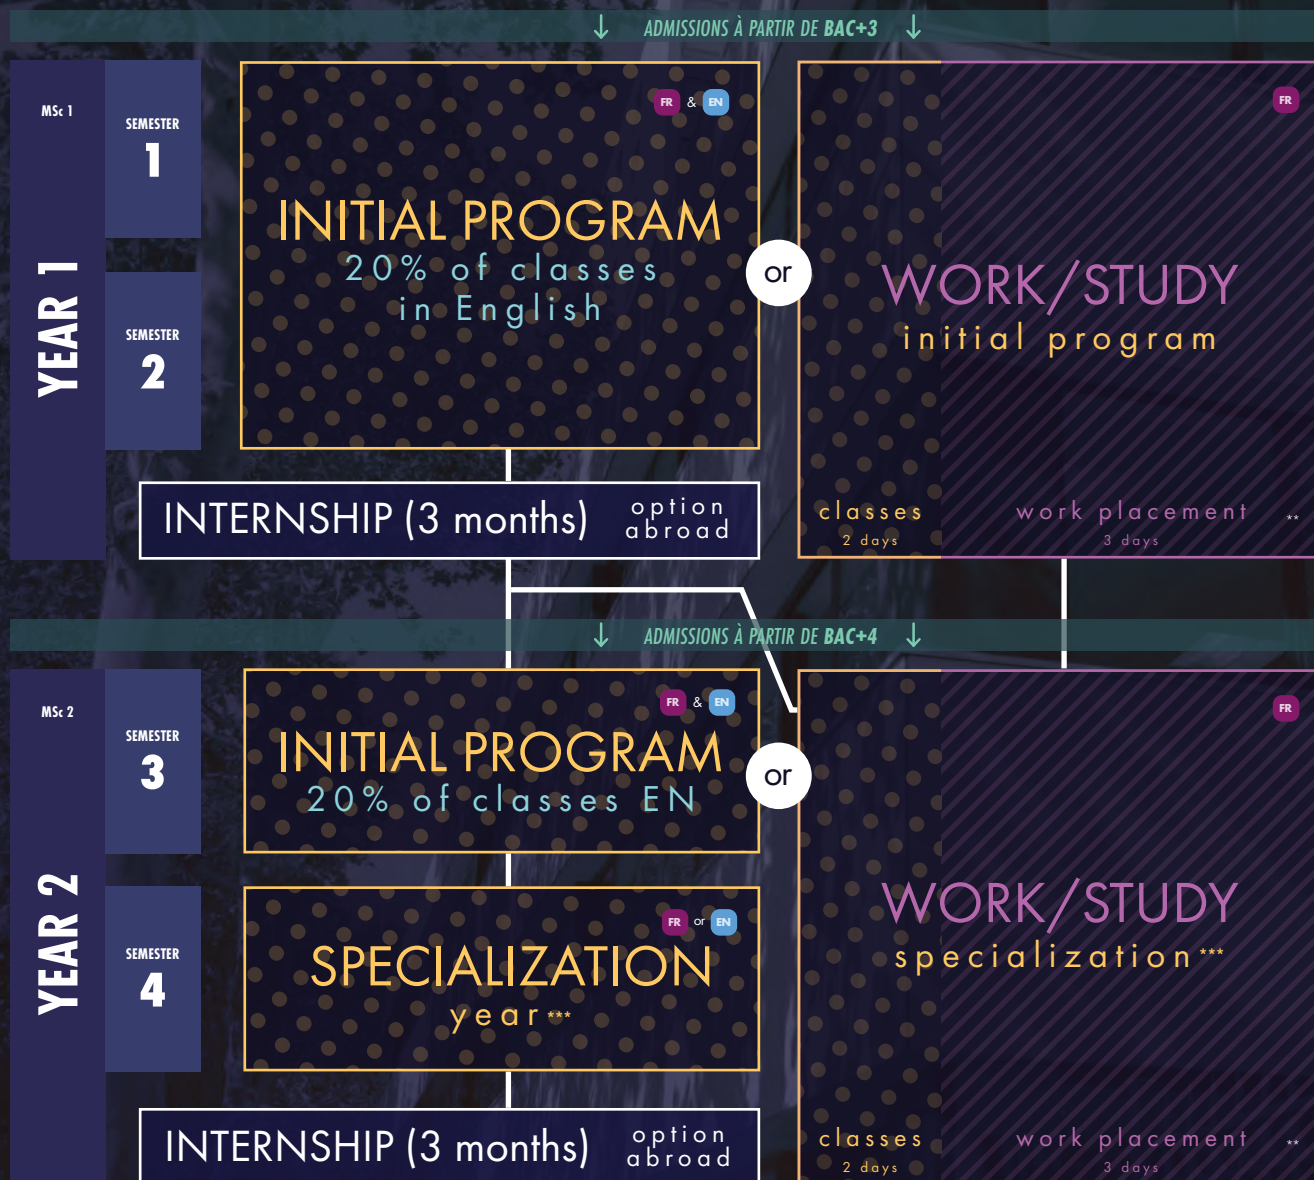 ↓ ADMISSIONS À PARTIR DE BAC+3 ↓
MSc 1
YEAR 1
SEMESTER
1
SEMESTER
2
FR & EN
INITIAL PROGRAM
20% of classes
in English
or
FR
WORK/STUDY
initial program
classes
2 days
work placement **
3 days
INTERNSHIP (3 months)
option
abroad
↓ ADMISSIONS À PARTIR DE BAC+4 ↓
MSc 2
YEAR 2
SEMESTER
3
SEMESTER
4
FR & EN
INITIAL PROGRAM
20% of classes EN
or
FR or EN
SPECIALIZATION
year ***
FR
WORK/STUDY
specialization ***
classes
2 days
work placement **
3 days
INTERNSHIP (3 months)
option
abroad